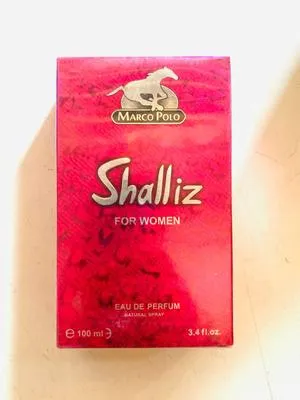 MARCO POLO
Shalliz
FOR WOMEN
EAU DE PERFUM
NATURAL SPRAY
℮ 100 ml ℈ 3.4 fl.oz.